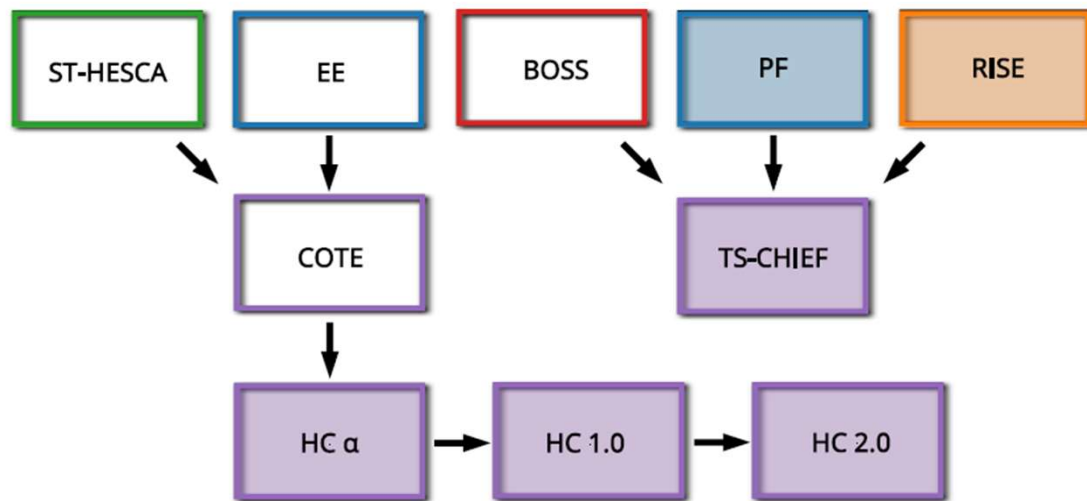 ST-HESCA
EE
BOSS
PF
RISE
COTE
TS-CHIEF
HC α
HC 1.0
HC 2.0